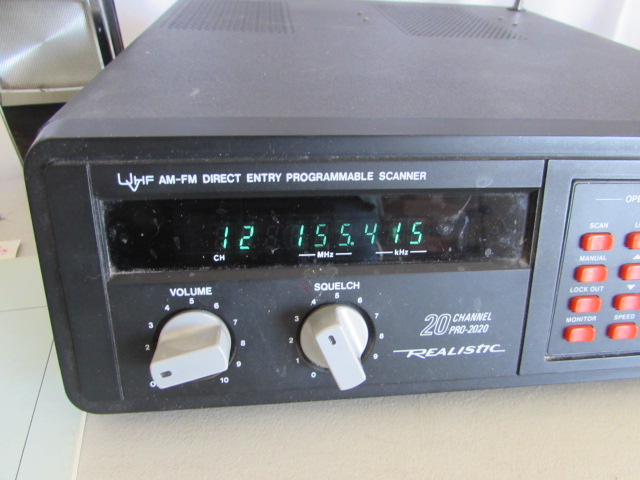 UVHF AM-FM DIRECT ENTRY PROGRAMMABLE SCANNER
12 155.415
CH MHz kHz
VOLUME
0 1 2 3 4 5 6 7 8 9 10
SQUELCH
0 1 2 3 4 5 6 7 8 9
20 CHANNEL
PRO-2020
REALISTIC
SCAN
MANUAL
LOCK OUT
MONITOR
SPEED